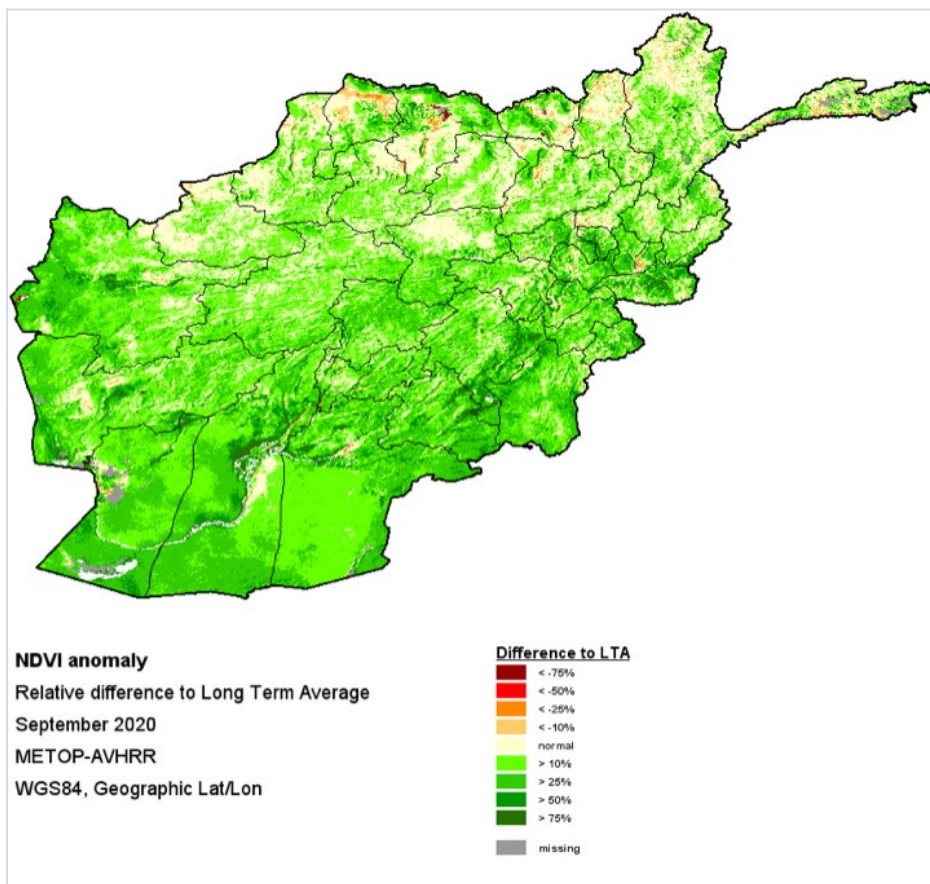 NDVI anomaly
Relative difference to Long Term Average
September 2020
METOP-AVHRR
WGS84, Geographic Lat/Lon
Difference to LTA
< -75%
< -50%
< -25%
< -10%
normal
> 10%
> 25%
> 50%
> 75%
missing